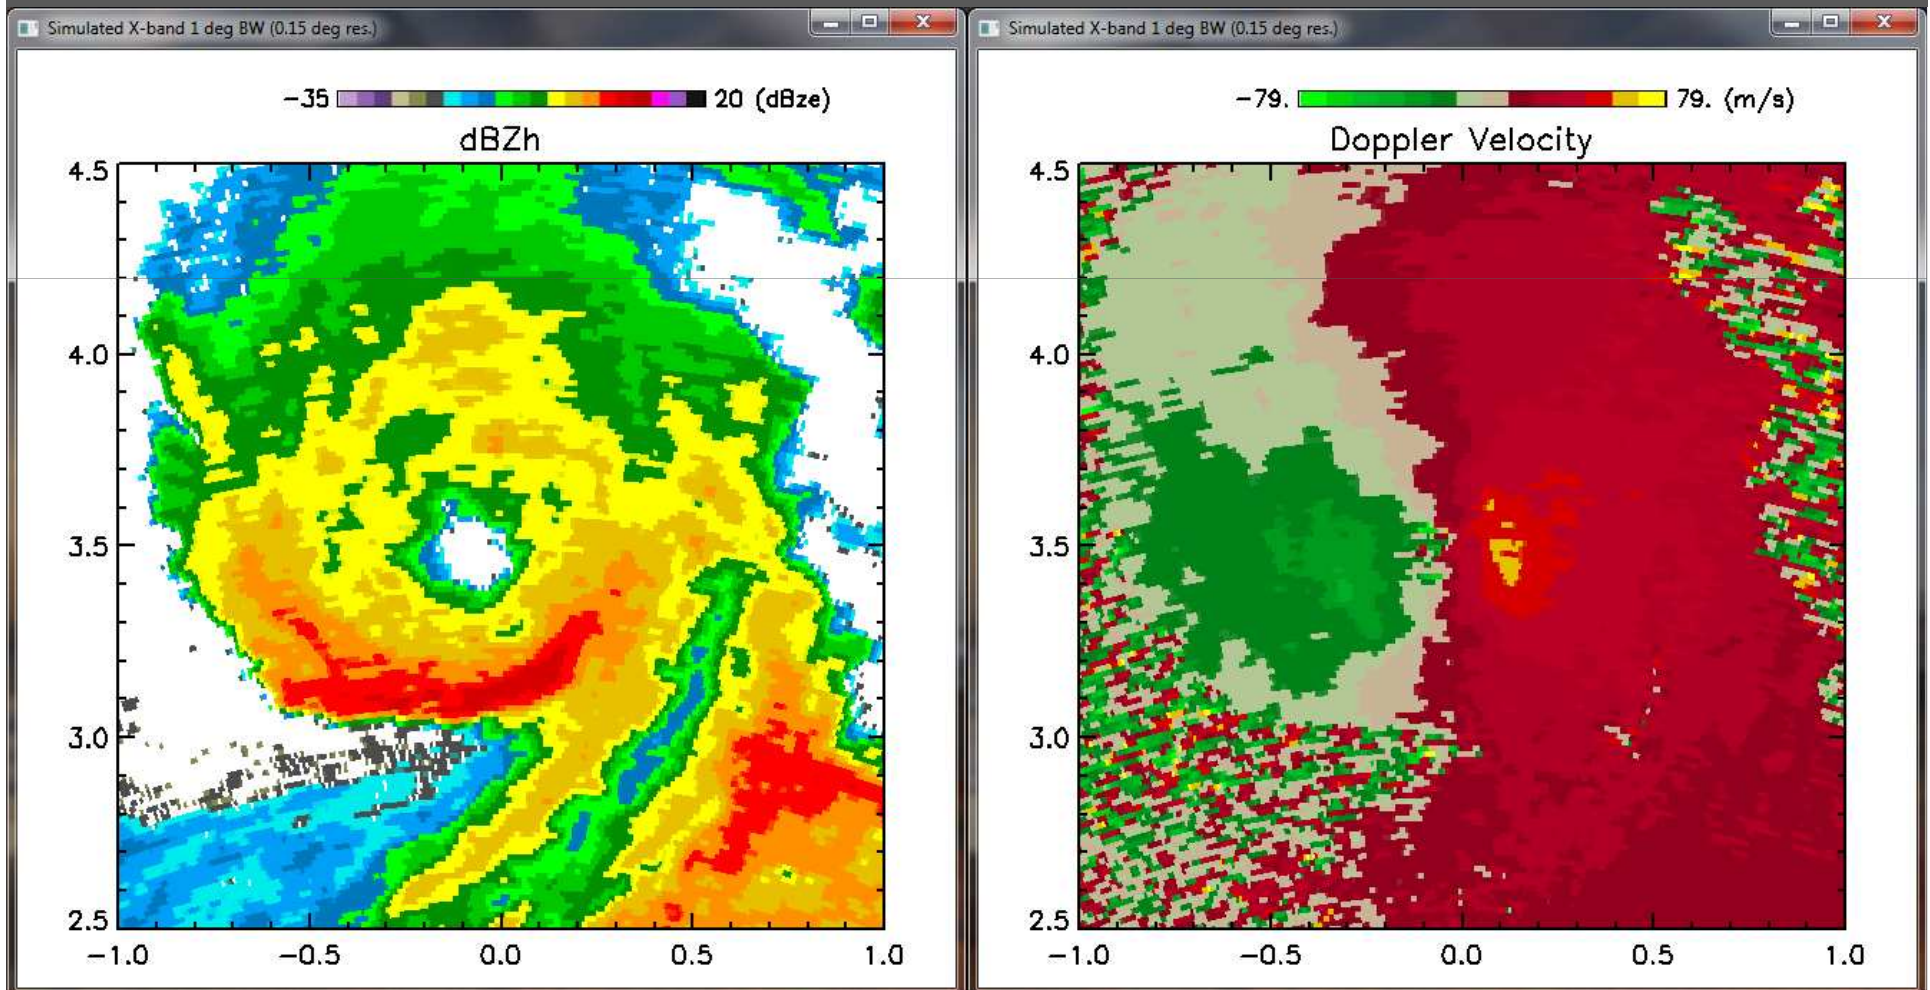 Simulated X-band 1 deg BW (0.15 deg res.)
-35 20 (dBze)
dBZh
4.5
4.0
3.5
3.0
2.5
-1.0 -0.5 0.0 0.5 1.0
Simulated X-band 1 deg BW (0.15 deg res.)
-79. 79. (m/s)
Doppler Velocity
4.5
4.0
3.5
3.0
2.5
-1.0 -0.5 0.0 0.5 1.0